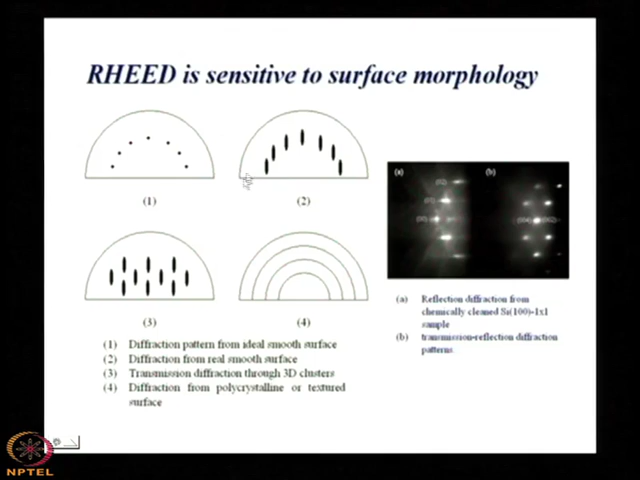 RHEED is sensitive to surface morphology
(1)
(2)
(3)
(4)
(1) Diffraction pattern from ideal smooth surface
(2) Diffraction from real smooth surface
(3) Transmission diffraction through 3D clusters
(4) Diffraction from polycrystalline or textured
surface
(a)
(b)
(a) Reflection diffraction from
chemically cleaned Si(100)-1x1
sample
(b) transmission-reflection diffraction
patterns.
NPTEL